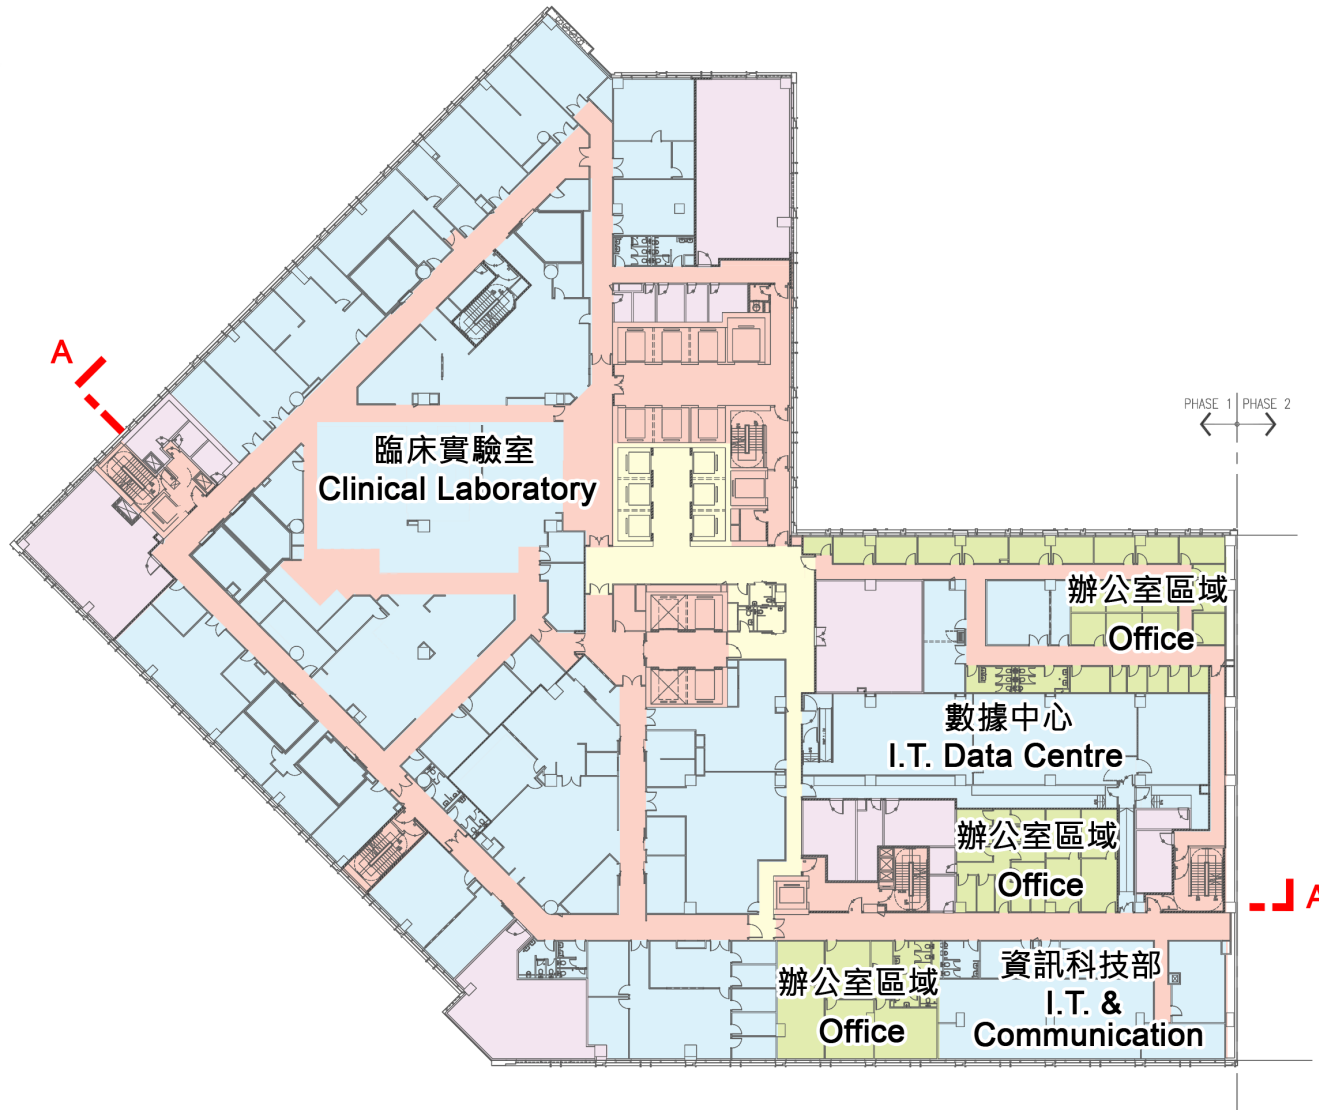 A
PHASE 1
PHASE 2
臨床實驗室
Clinical Laboratory
辦公室區域
Office
數據中心
I.T. Data Centre
辦公室區域
Office
A
辦公室區域
Office
資訊科技部
I.T. &
Communication